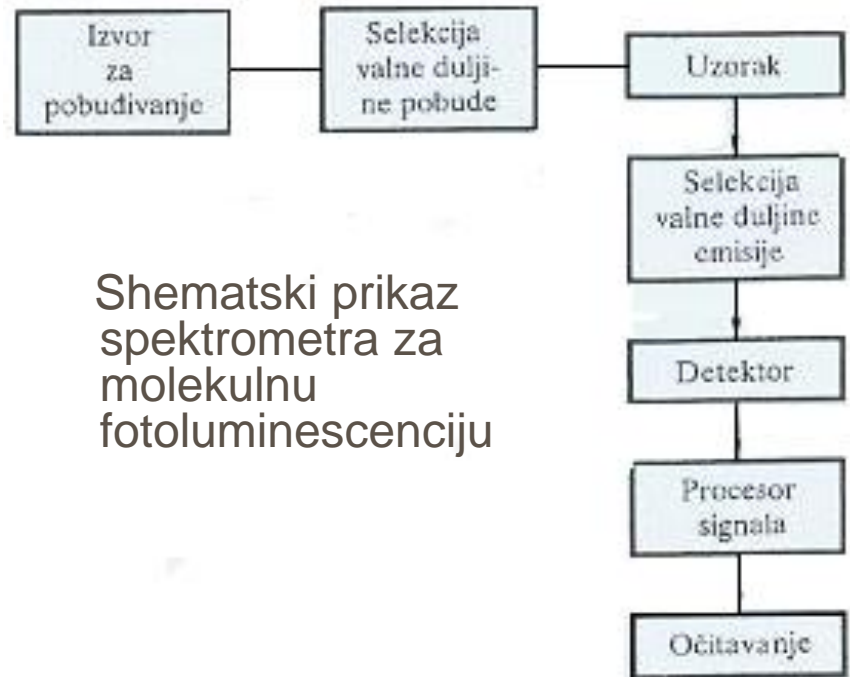 Izvor
za
pobuđivanje
Selekcija
valne dulji-
ne pobude
Uzorak
Selekcija
valne duljine
emisije
Detektor
Procesor
signala
Očitavanje
Shematski prikaz
spektrometra za
molekulnu
fotoluminescenciju